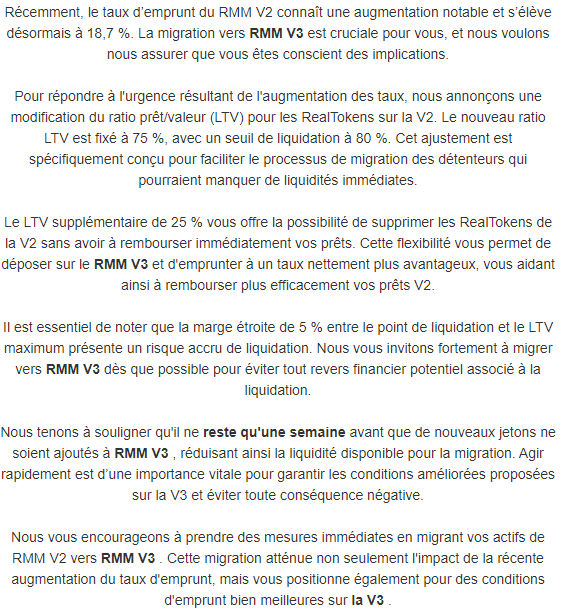 Récemment, le taux d'emprunt du RMM V2 connaît une augmentation notable et s'élève
désormais à 18,7 %. La migration vers RMM V3 est cruciale pour vous, et nous voulons
nous assurer que vous êtes conscient des implications.
Pour répondre à l'urgence résultant de l'augmentation des taux, nous annonçons une
modification du ratio prêt/valeur (LTV) pour les RealTokens sur la V2. Le nouveau ratio
LTV est fixé à 75 %, avec un seuil de liquidation à 80 %. Cet ajustement est
spécifiquement conçu pour faciliter le processus de migration des détenteurs qui
pourraient manquer de liquidités immédiates.
Le LTV supplémentaire de 25 % vous offre la possibilité de supprimer les RealTokens de
la V2 sans avoir à rembourser immédiatement vos prêts. Cette flexibilité vous permet de
déposer sur le RMM V3 et d'emprunter à un taux nettement plus avantageux, vous aidant
ainsi à rembourser plus efficacement vos prêts V2.
Il est essentiel de noter que la marge étroite de 5 % entre le point de liquidation et le LTV
maximum présente un risque accru de liquidation. Nous vous invitons fortement à migrer
vers RMM V3 dès que possible pour éviter tout revers financier potentiel associé à la
liquidation.
Nous tenons à souligner qu'il ne reste qu'une semaine avant que de nouveaux jetons ne
soient ajoutés à RMM V3 , réduisant ainsi la liquidité disponible pour la migration. Agir
rapidement est d'une importance vitale pour garantir les conditions améliorées proposées
sur la V3 et éviter toute conséquence négative.
Nous vous encourageons à prendre des mesures immédiates en migrant vos actifs de
RMM V2 vers RMM V3 . Cette migration atténue non seulement l'impact de la récente
augmentation du taux d'emprunt, mais vous positionne également pour des conditions
d'emprunt bien meilleures sur la V3 .